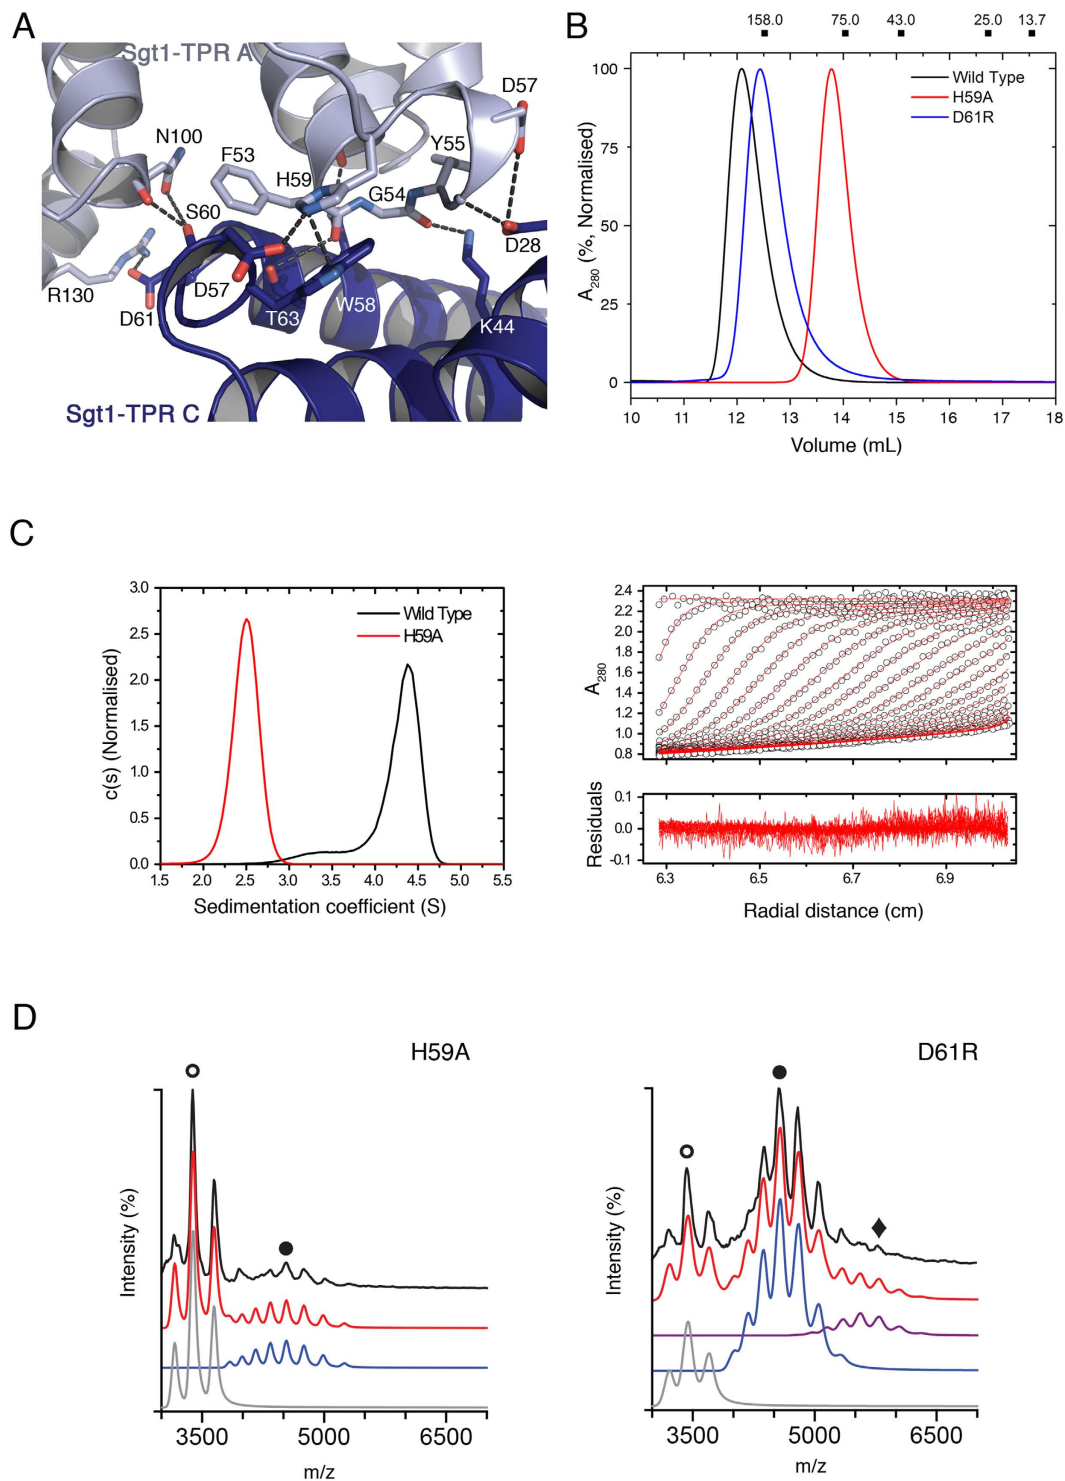 A
Sgt1-TPR A
D57
N100
F53
Y55
H59
G54
S60
D28
R130
D57
W58
D61
T63
K44
Sgt1-TPR C
B
158.0 75.0 43.0 25.0 13.7
100
75
50
25
0
A280 (%, Normalised)
Wild Type
H59A
D61R
10 11 12 13 14 15 16 17 18
Volume (mL)
C
3.0
2.5
2.0
1.5
1.0
0.5
0.0
c(s) (Normalised)
Wild Type
H59A
1.5 2.0 2.5 3.0 3.5 4.0 4.5 5.0 5.5
Sedimentation coefficient (S)
2.4
2.2
2.0
1.8
1.6
1.4
1.2
1.0
0.8
A280
0.1
0.0
-0.1
Residuals
6.3 6.5 6.7 6.9
Radial distance (cm)
D
H59A
Intensity (%)
3500 5000 6500
m/z
D61R
Intensity (%)
3500 5000 6500
m/z